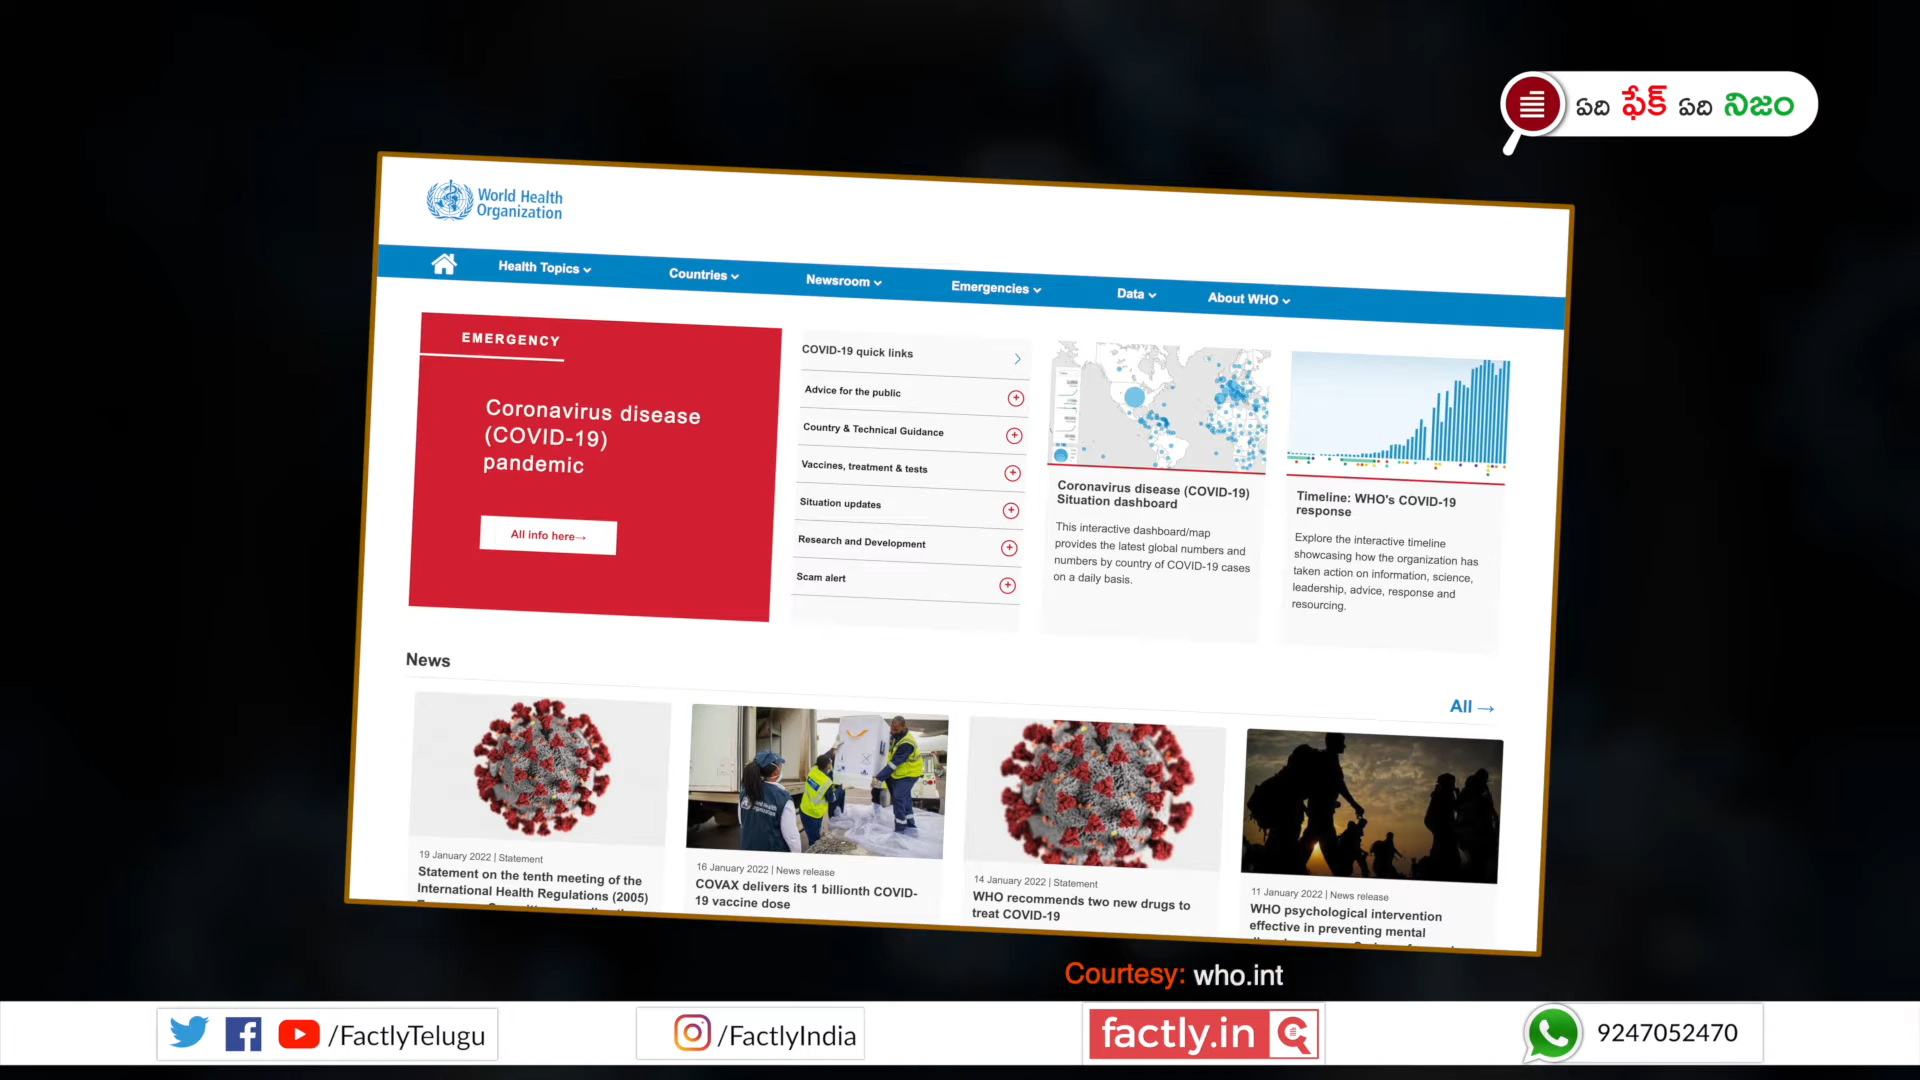 ఏది ఫేక్ ఏది నిజం
World Health
Organization
Health Topics
Countries
Newsroom
Emergencies
Data
About WHO
EMERGENCY
Coronavirus disease
(COVID-19)
pandemic
All info here→
COVID-19 quick links
Advice for the public
Country & Technical Guidance
Vaccines, treatment & tests
Situation updates
Research and Development
Scam alert
Coronavirus disease (COVID-19)
Situation dashboard
This interactive dashboard/map
provides the latest global numbers and
numbers by country of COVID-19 cases
on a daily basis.
Timeline: WHO's COVID-19
response
Explore the interactive timeline
showcasing how the organization has
taken action on information, science,
leadership, advice, response and
resourcing.
News
All →
19 January 2022 | Statement
Statement on the tenth meeting of the
International Health Regulations (2005)
16 January 2022 | News release
COVAX delivers its 1 billionth COVID-
19 vaccine dose
14 January 2022 | Statement
WHO recommends two new drugs to
treat COVID-19
11 January 2022 | News release
WHO psychological intervention
effective in preventing mental
Courtesy: who.int
/FactlyTelugu
/FactlyIndia
factly.in
9247052470